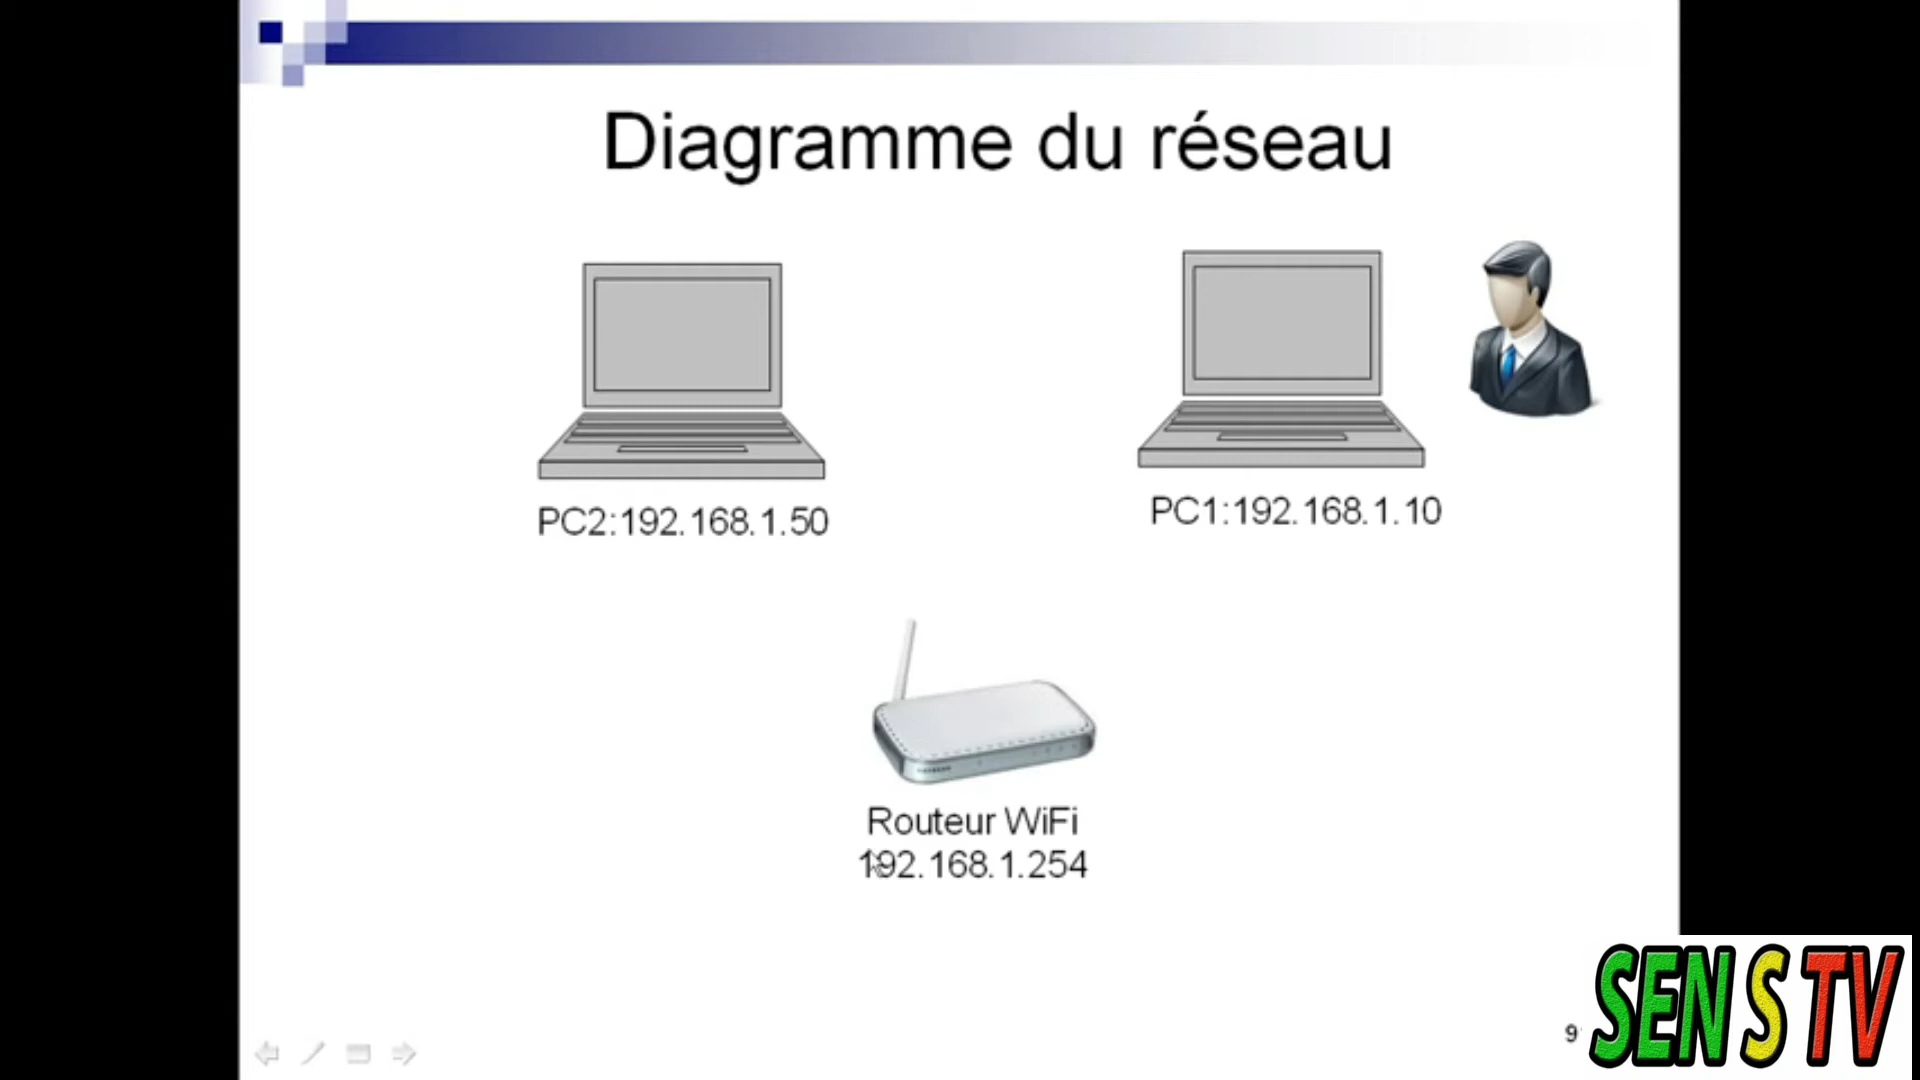 Diagramme du réseau
PC2:192.168.1.50
PC1:192.168.1.10
Routeur WiFi
192.168.1.254
9
SEN S TV